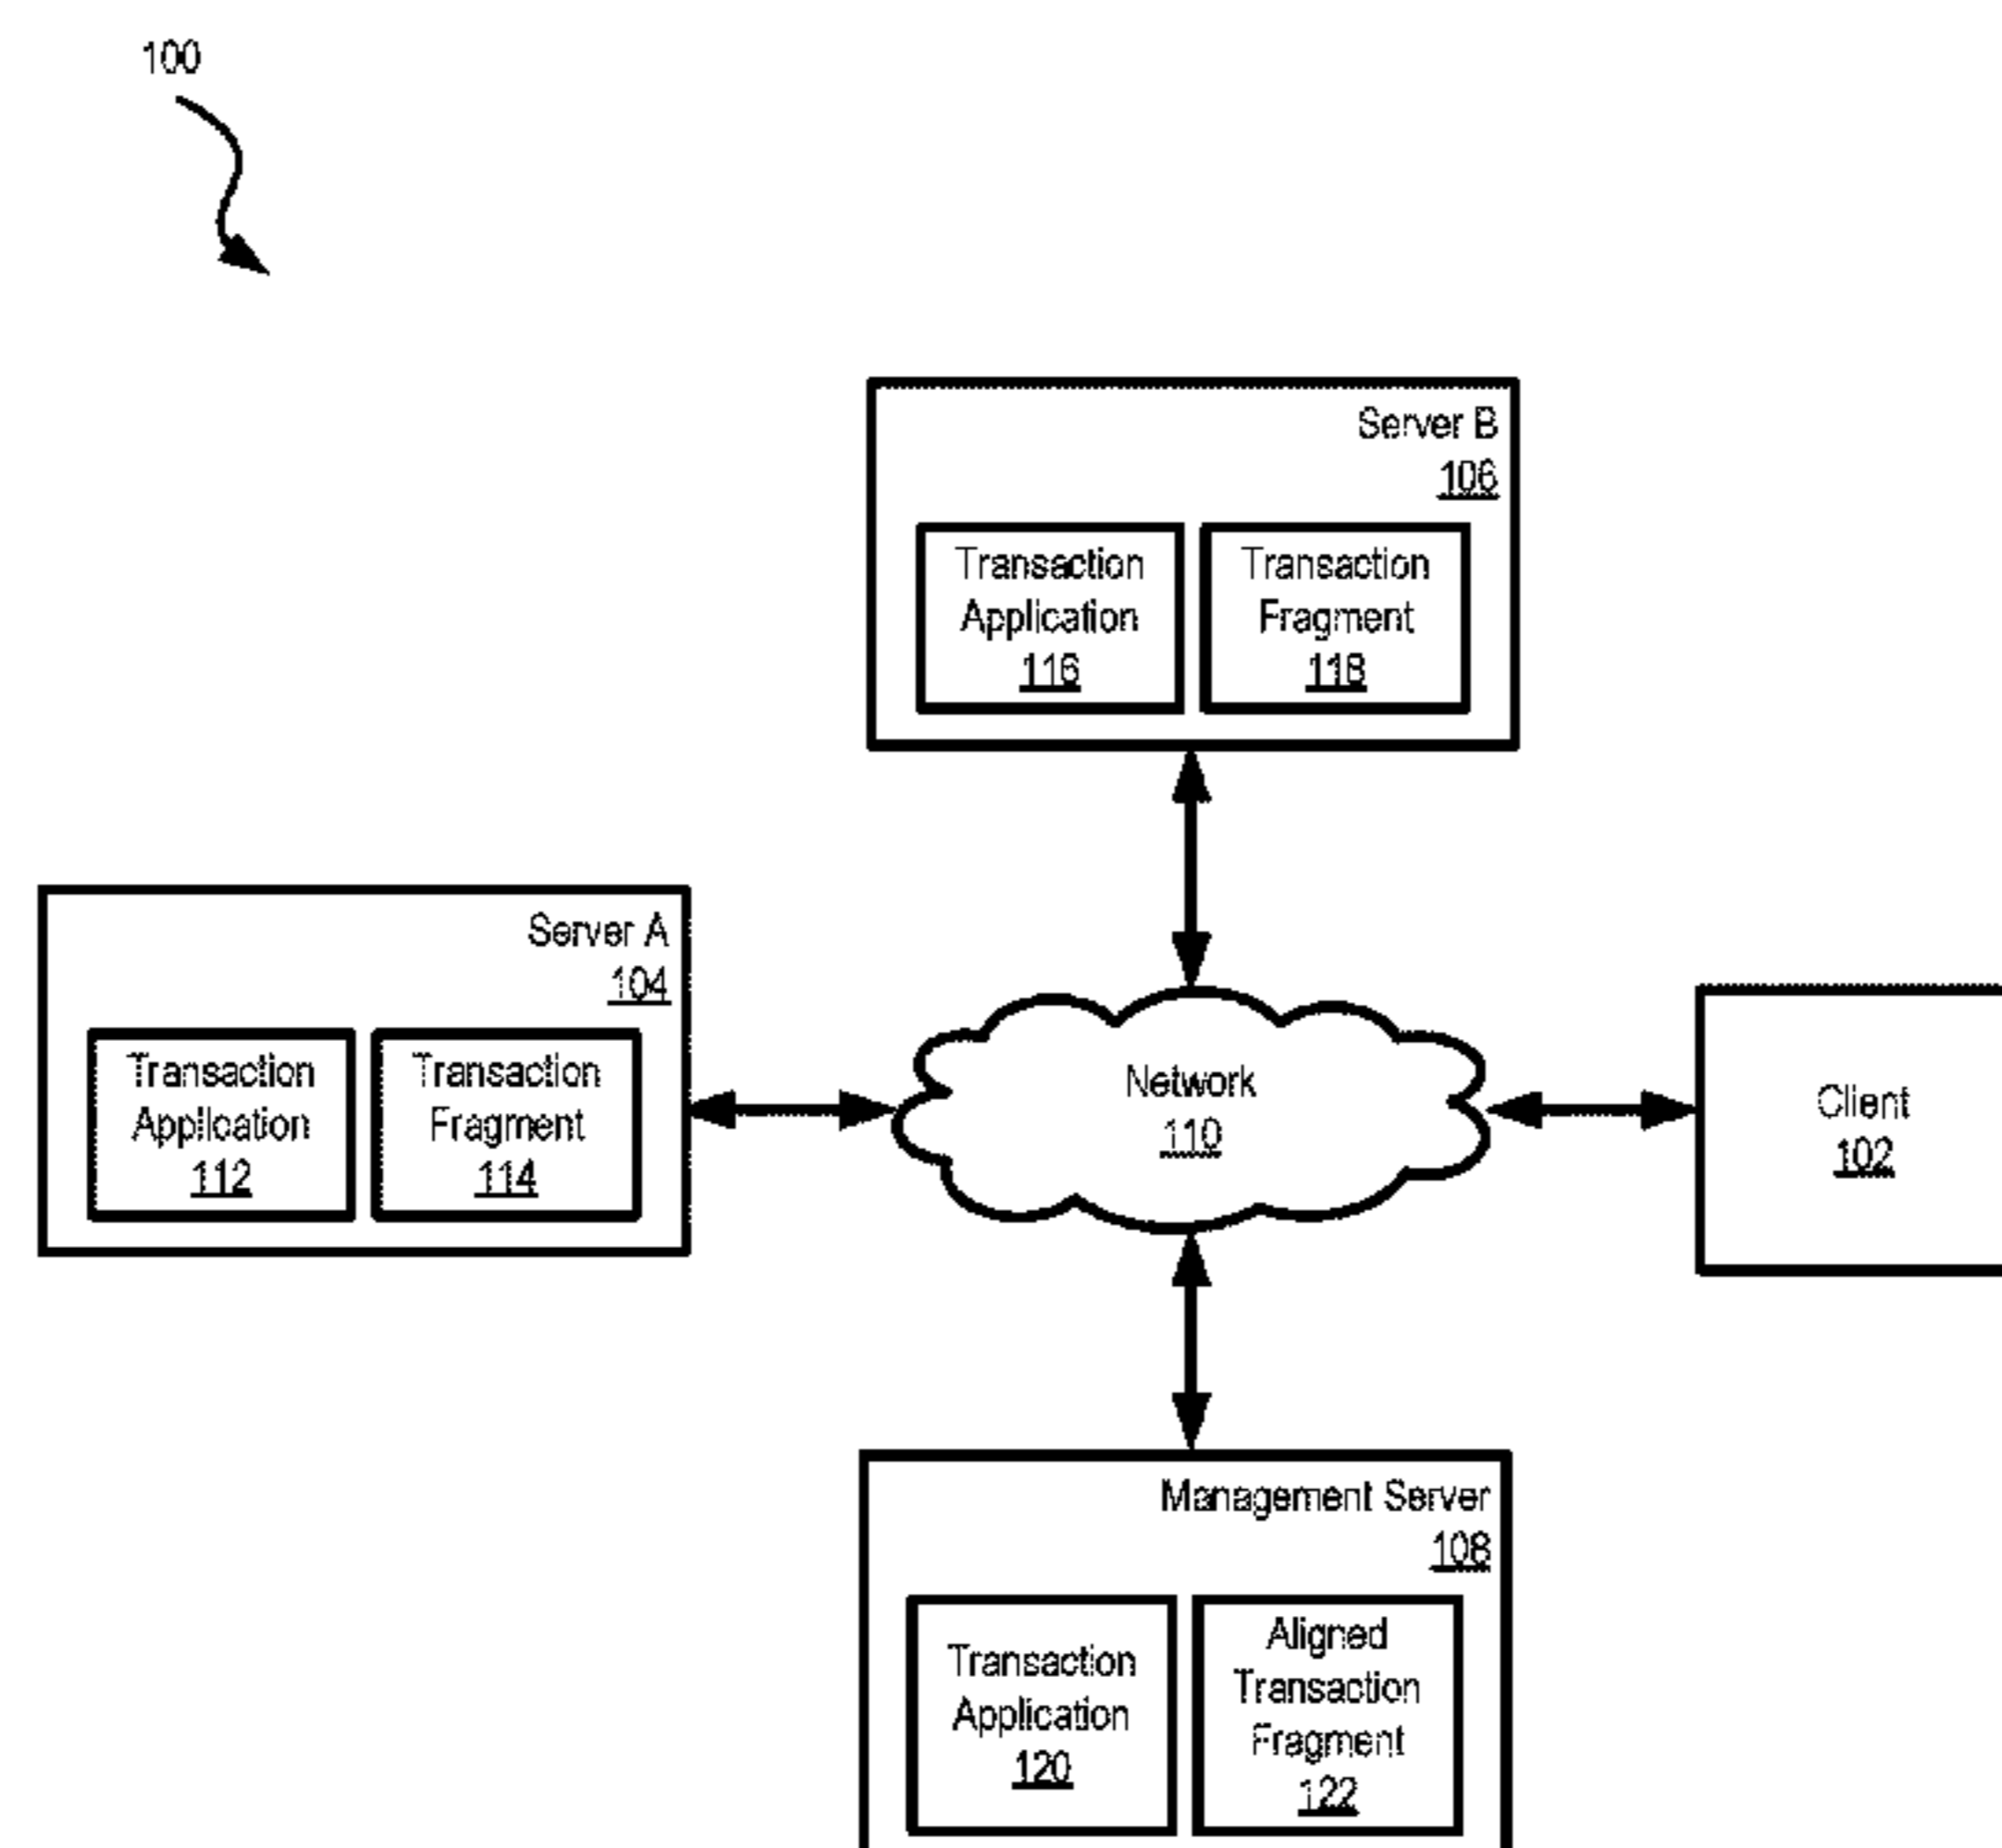 100
Server B
106
Transaction
Application
116
Transaction
Fragment
118
Server A
104
Transaction
Application
112
Transaction
Fragment
114
Network
110
Client
102
Management Server
108
Transaction
Application
120
Aligned
Transaction
Fragment
122